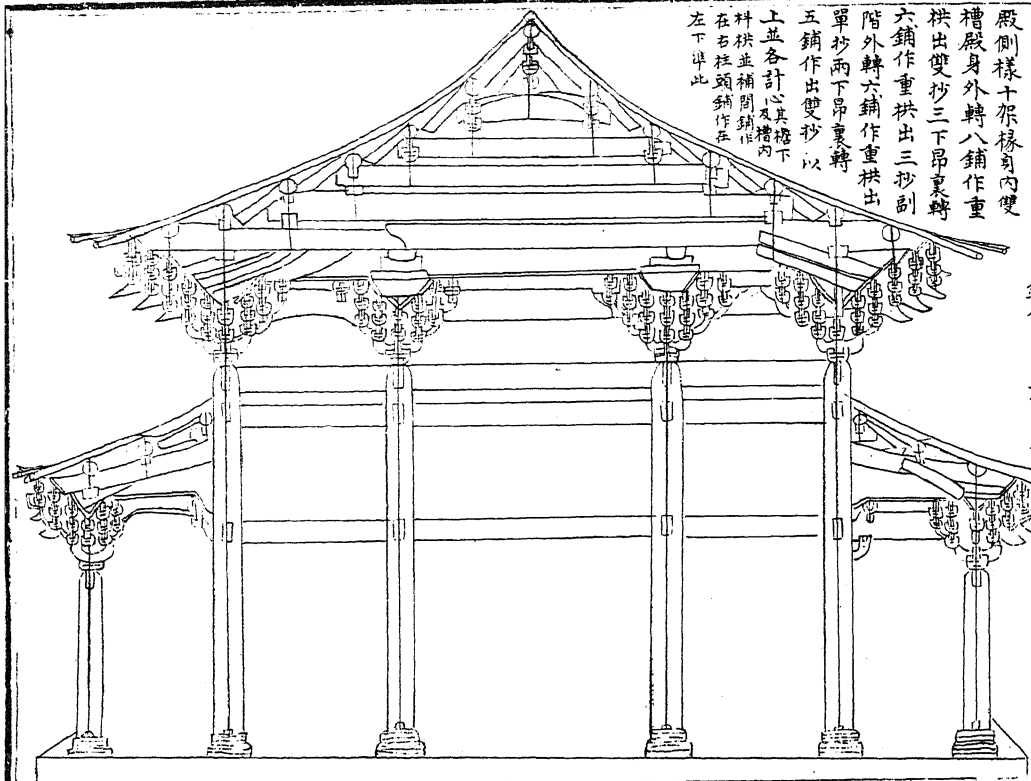 殿側樣十架椽身內雙
槽殿身外轉八鋪作重
栱出雙抄三下昂裏轉
六鋪作重栱出三抄副
階外轉六鋪作重栱出
單抄兩下昂裏轉
五鋪作出雙抄以
上並各計心其檐下
及槽內
枓栱並補間鋪作
在右柱頭鋪作在
左下準此